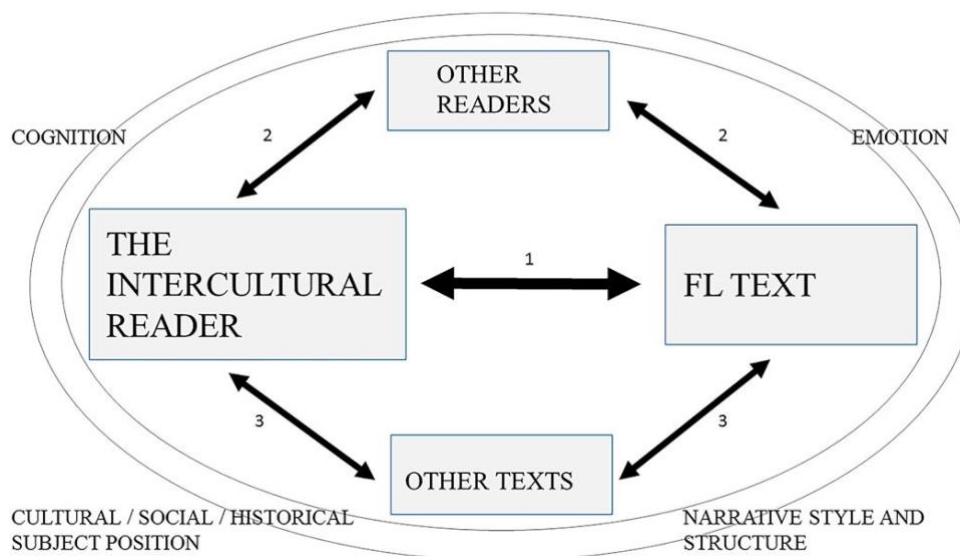 OTHER
READERS
COGNITION
2
2
EMOTION
THE
INTERCULTURAL
READER
1
FL TEXT
3
3
OTHER TEXTS
CULTURAL / SOCIAL / HISTORICAL
SUBJECT POSITION
NARRATIVE STYLE AND
STRUCTURE